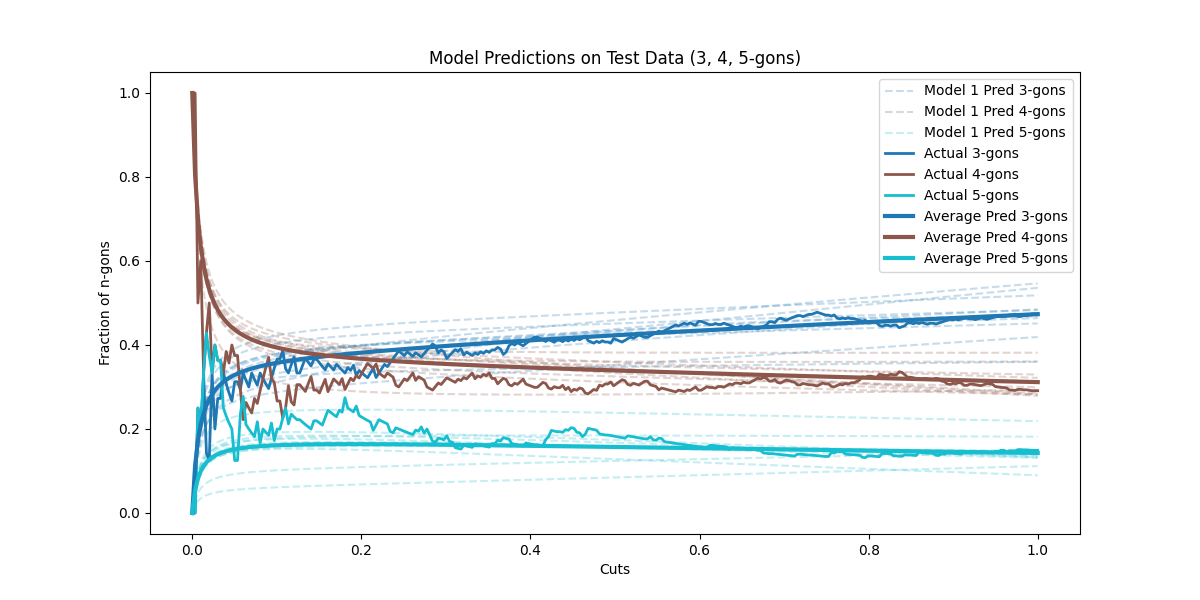 Model Predictions on Test Data (3, 4, 5-gons)
Model 1 Pred 3-gons
Model 1 Pred 4-gons
Model 1 Pred 5-gons
Actual 3-gons
Actual 4-gons
Actual 5-gons
Average Pred 3-gons
Average Pred 4-gons
Average Pred 5-gons
Fraction of n-gons
1.0
0.8
0.6
0.4
0.2
0.0
0.0 0.2 0.4 0.6 0.8 1.0
Cuts